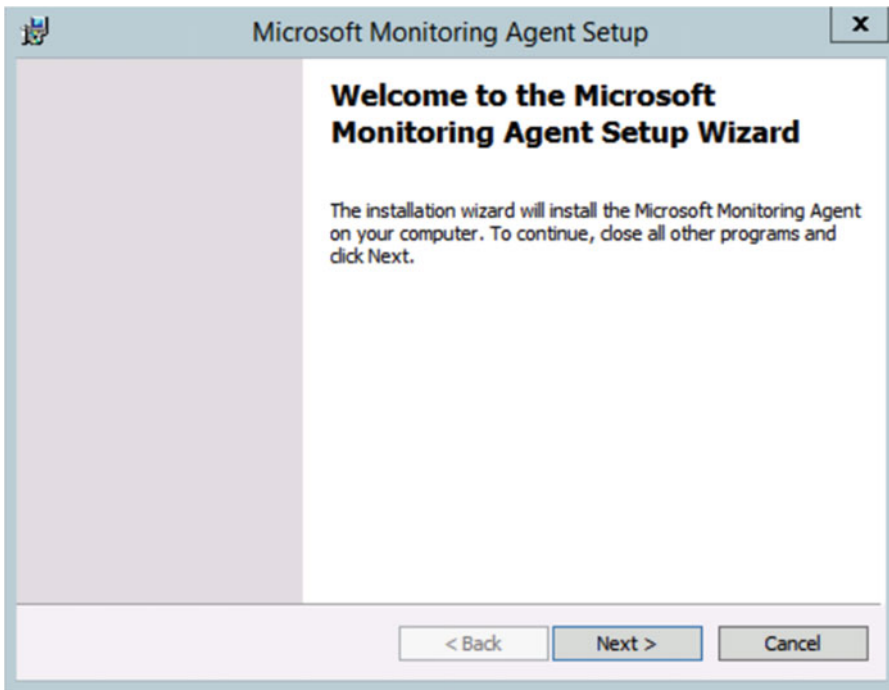 Microsoft Monitoring Agent Setup
x
Welcome to the Microsoft
Monitoring Agent Setup Wizard
The installation wizard will install the Microsoft Monitoring Agent
on your computer. To continue, close all other programs and
click Next.
< Back Next > Cancel